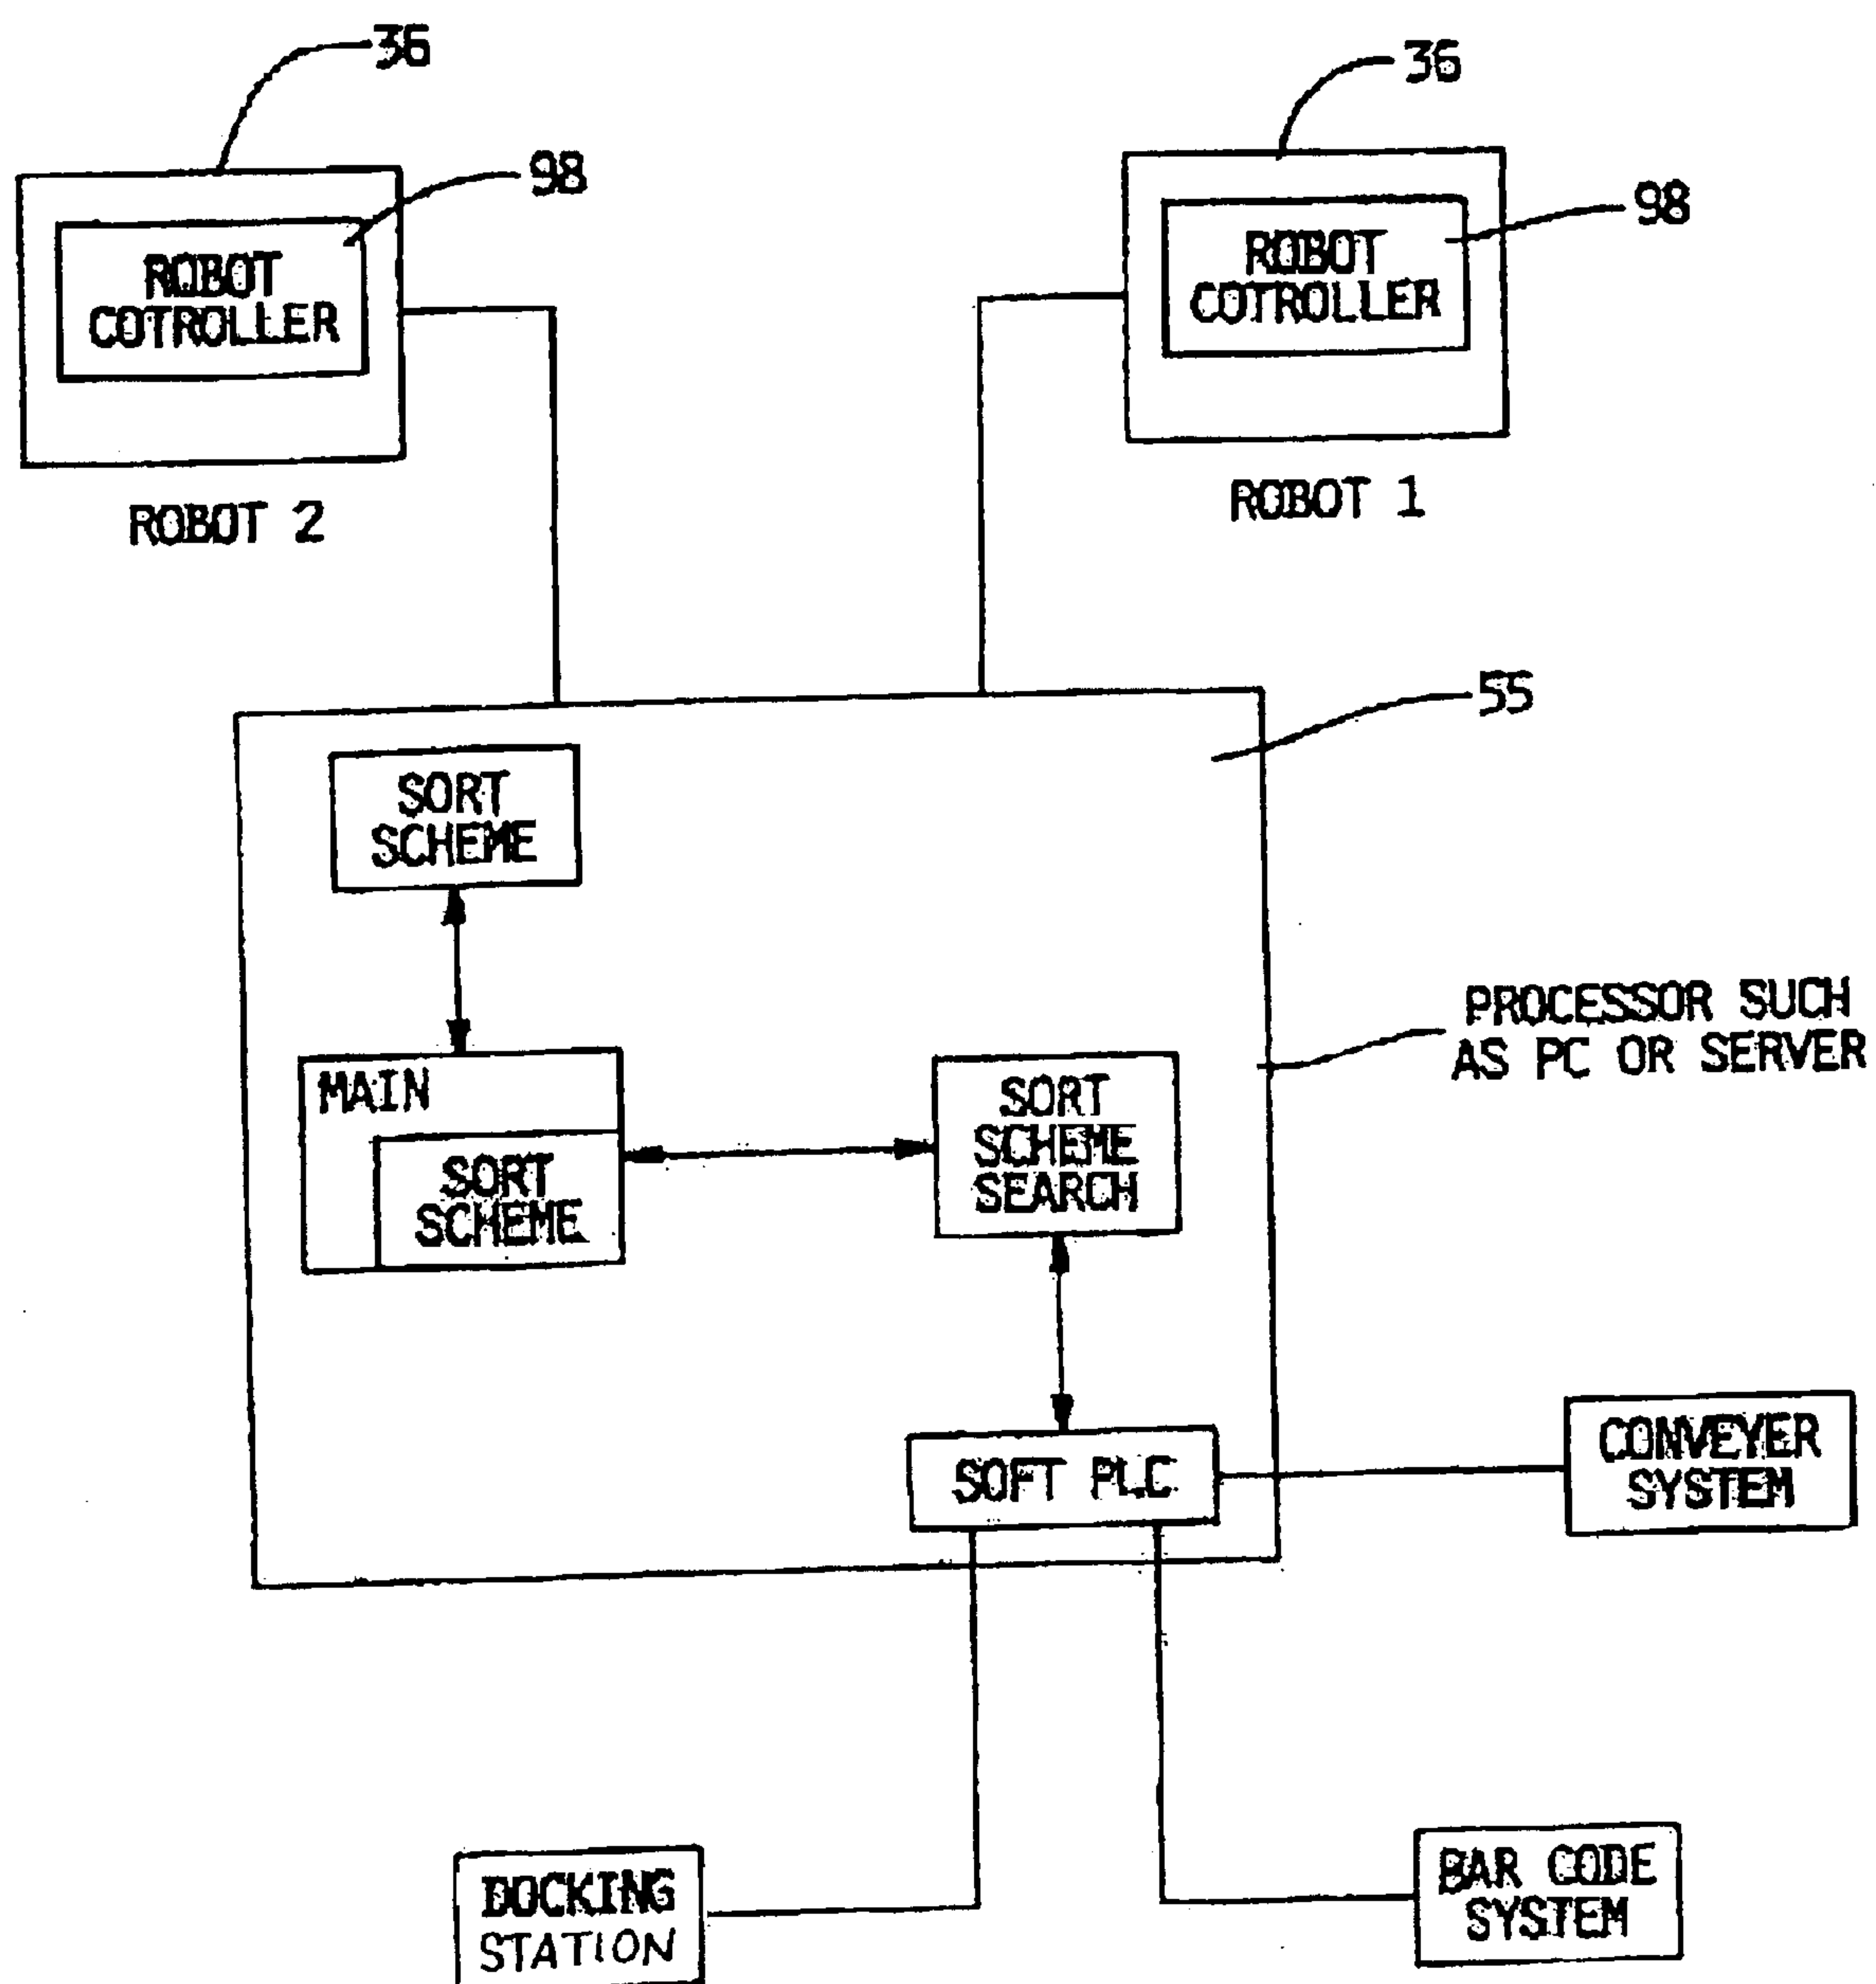 36
36
98
98
ROBOT
COTROLLER
ROBOT
COTROLLER
ROBOT 2
ROBOT 1
55
SORT
SCHEME
PROCESSOR SUCH
AS PC OR SERVER
MAIN
SORT
SCHEME
SORT
SCHEME
SEARCH
SOFT PLC
CONVEYER
SYSTEM
DOCKING
STATION
BAR CODE
SYSTEM